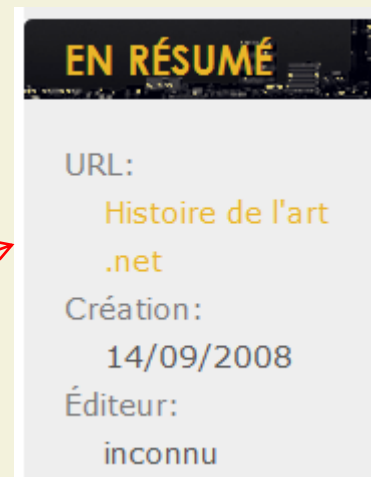 EN RÉSUMÉ
URL:
Histoire de l'art
.net
Création:
14/09/2008
Éditeur:
inconnu